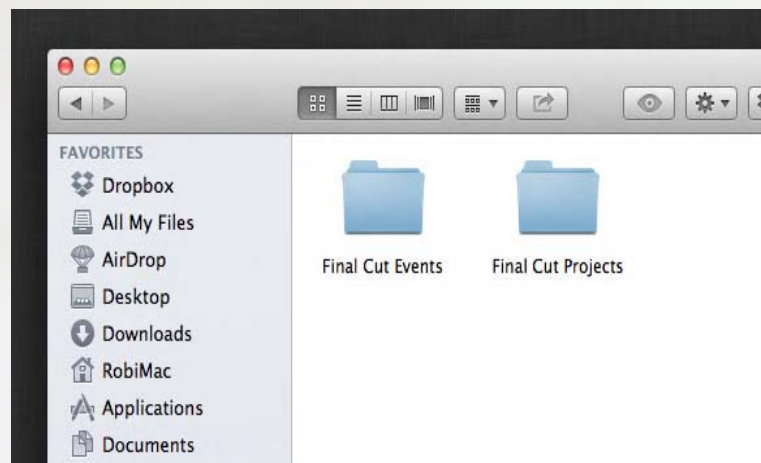 FAVORITES
Dropbox
All My Files
AirDrop
Desktop
Downloads
RobiMac
Applications
Documents
Final Cut Events
Final Cut Projects